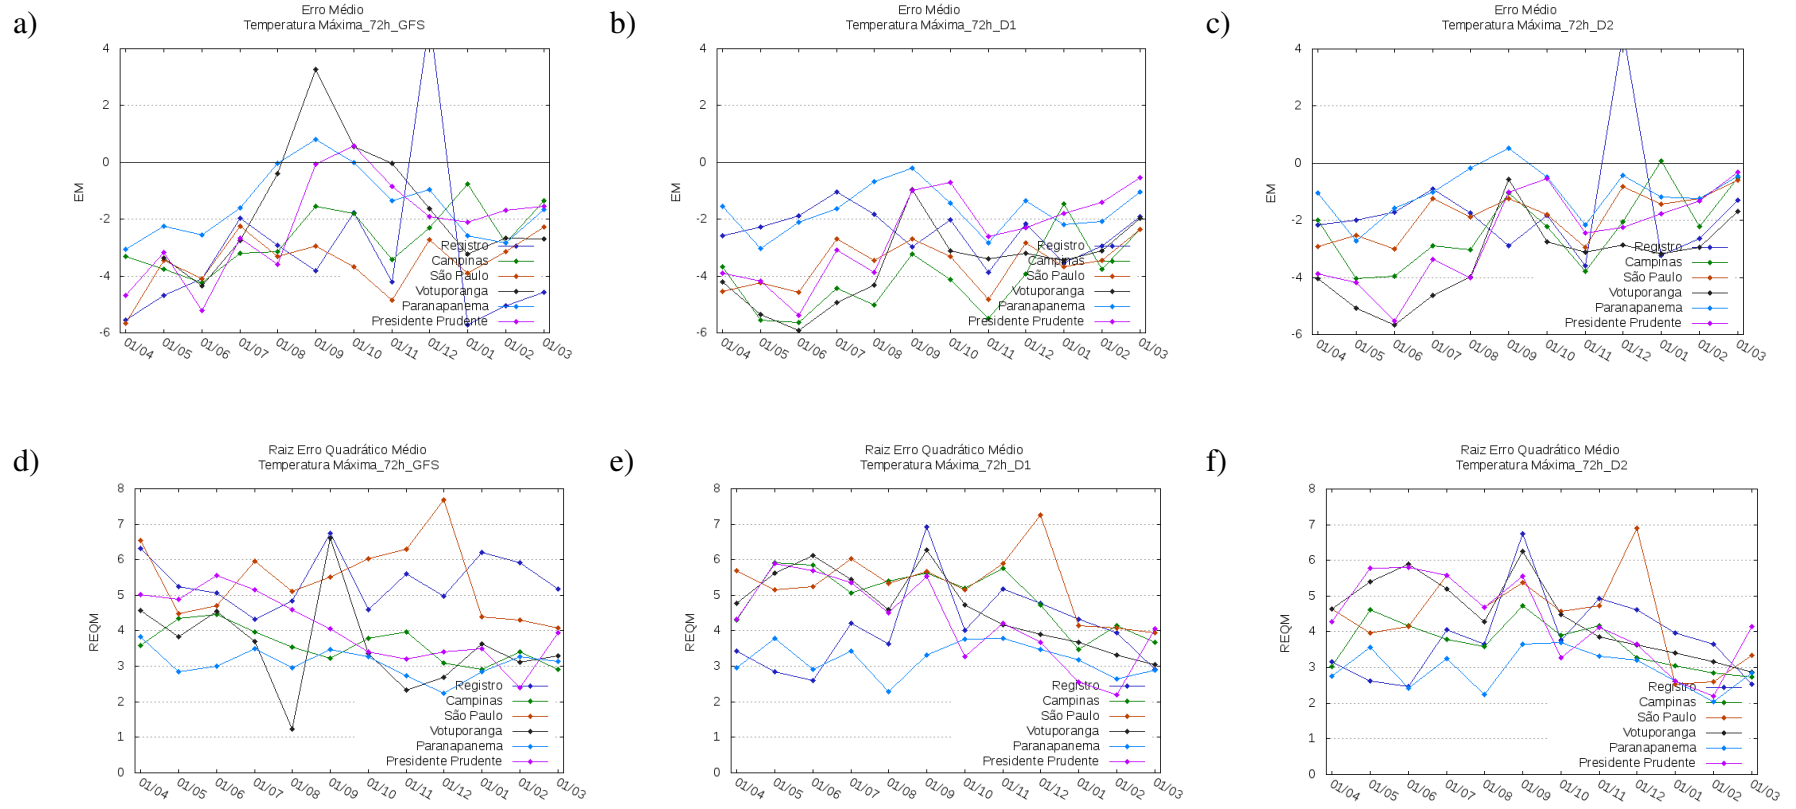 a)
Erro Médio
Temperatura Máxima_72h_GFS
4
2
0
-2
-4
-6
EM
Registro
Campinas
São Paulo
Votuporanga
Paranapanema
Presidente Prudente
01/04
01/05
01/06
01/07
01/08
01/09
01/10
01/11
01/12
01/01
01/02
01/03
b)
Erro Médio
Temperatura Máxima_72h_D1
4
2
0
-2
-4
-6
EM
Registro
Campinas
São Paulo
Votuporanga
Paranapanema
Presidente Prudente
01/04
01/05
01/06
01/07
01/08
01/09
01/10
01/11
01/12
01/01
01/02
01/03
c)
Erro Médio
Temperatura Máxima_72h_D2
4
2
0
-2
-4
-6
EM
Registro
Campinas
São Paulo
Votuporanga
Paranapanema
Presidente Prudente
01/04
01/05
01/06
01/07
01/08
01/09
01/10
01/11
01/12
01/01
01/02
01/03
d)
Raiz Erro Quadrático Médio
Temperatura Máxima_72h_GFS
8
7
6
5
4
3
2
1
0
REQM
Registro
Campinas
São Paulo
Votuporanga
Paranapanema
Presidente Prudente
01/04
01/05
01/06
01/07
01/08
01/09
01/10
01/11
01/12
01/01
01/02
01/03
e)
Raiz Erro Quadrático Médio
Temperatura Máxima_72h_D1
8
7
6
5
4
3
2
1
0
REQM
Registro
Campinas
São Paulo
Votuporanga
Paranapanema
Presidente Prudente
01/04
01/05
01/06
01/07
01/08
01/09
01/10
01/11
01/12
01/01
01/02
01/03
f)
Raiz Erro Quadrático Médio
Temperatura Máxima_72h_D2
8
7
6
5
4
3
2
1
0
REQM
Registro
Campinas
São Paulo
Votuporanga
Paranapanema
Presidente Prudente
01/04
01/05
01/06
01/07
01/08
01/09
01/10
01/11
01/12
01/01
01/02
01/03